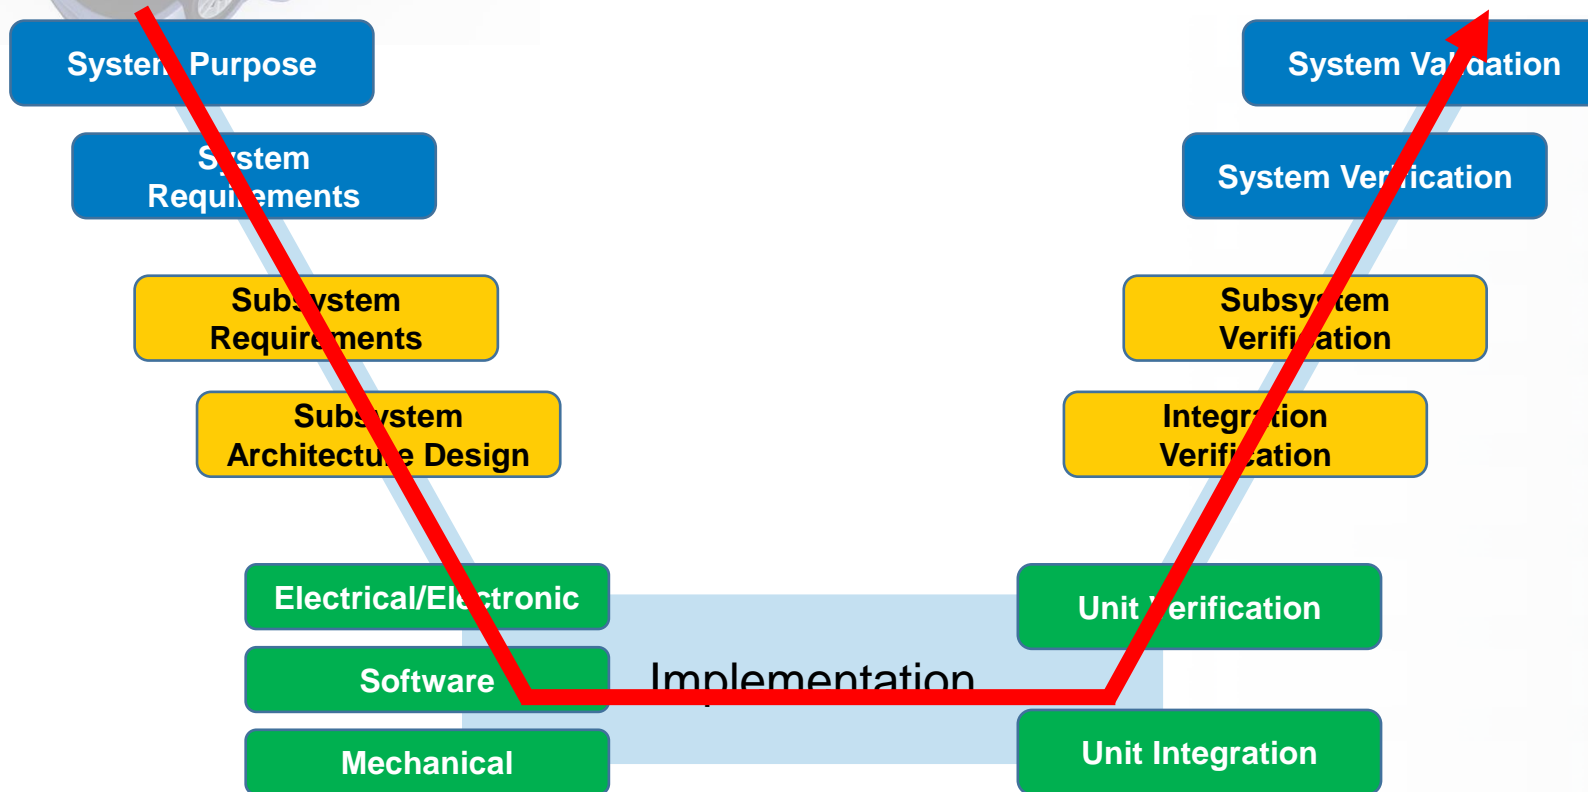 System Purpose
System
Requirements
Subsystem
Requirements
Subsystem
Architecture Design
Electrical/Electronic
Software
Mechanical
Implementation
System Validation
System Verification
Subsystem
Verification
Integration
Verification
Unit Verification
Unit Integration